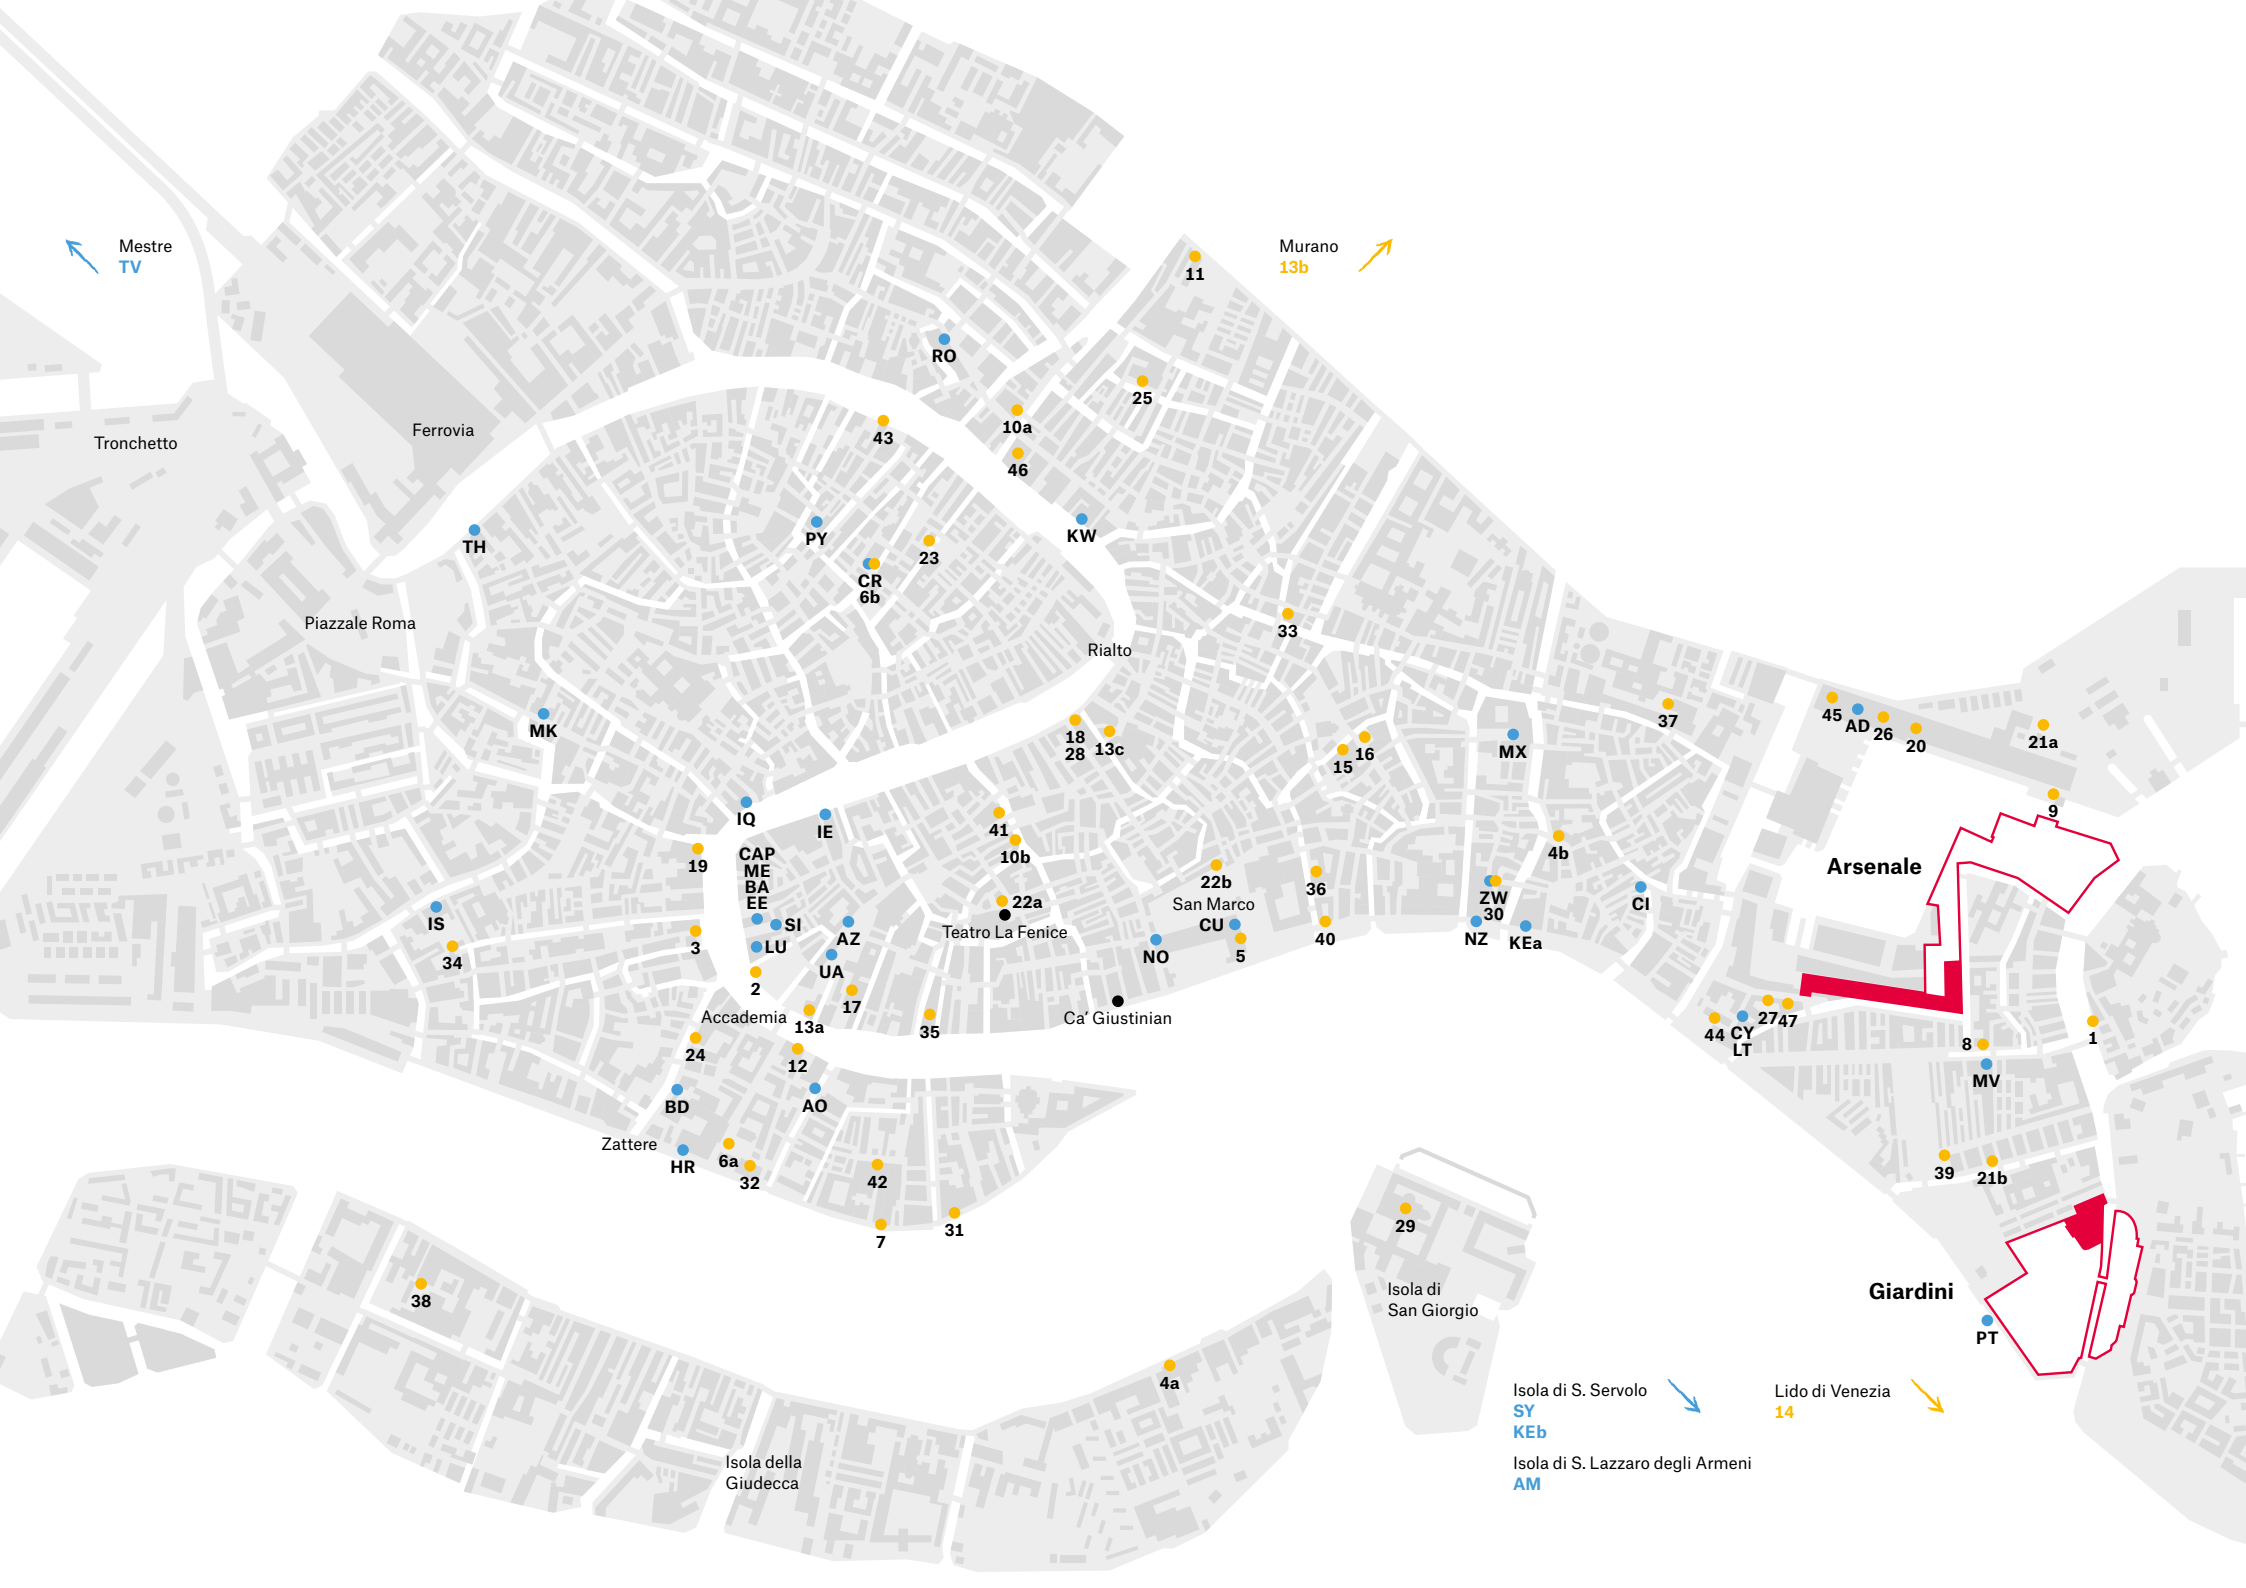 Mestre
TV
Murano
13b
11
RO
25
10a
43
46
Ferrovia
Tronchetto
TH
PY
KW
23
CR
6b
Piazzale Roma
33
Rialto
MK
18
28
13c
15
16
MX
37
45
AD
26
20
21a
9
IQ
IE
41
10b
4b
19
CAP
ME
BA
EE
SI
LU
Arsenale
22b
San Marco
CU
5
36
40
ZW
30
NZ
KEa
CI
22a
Teatro La Fenice
IS
34
3
AZ
UA
NO
2
17
Accademia
13a
35
Ca’ Giustinian
24
12
44
CY
LT
27
47
8
MV
1
BD
AO
Zattere
HR
6a
32
42
39
21b
7
31
29
38
Isola di
San Giorgio
Giardini
PT
4a
Isola di S. Servolo
SY
KEb
Lido di Venezia
14
Isola di S. Lazzaro degli Armeni
AM
Isola della
Giudecca